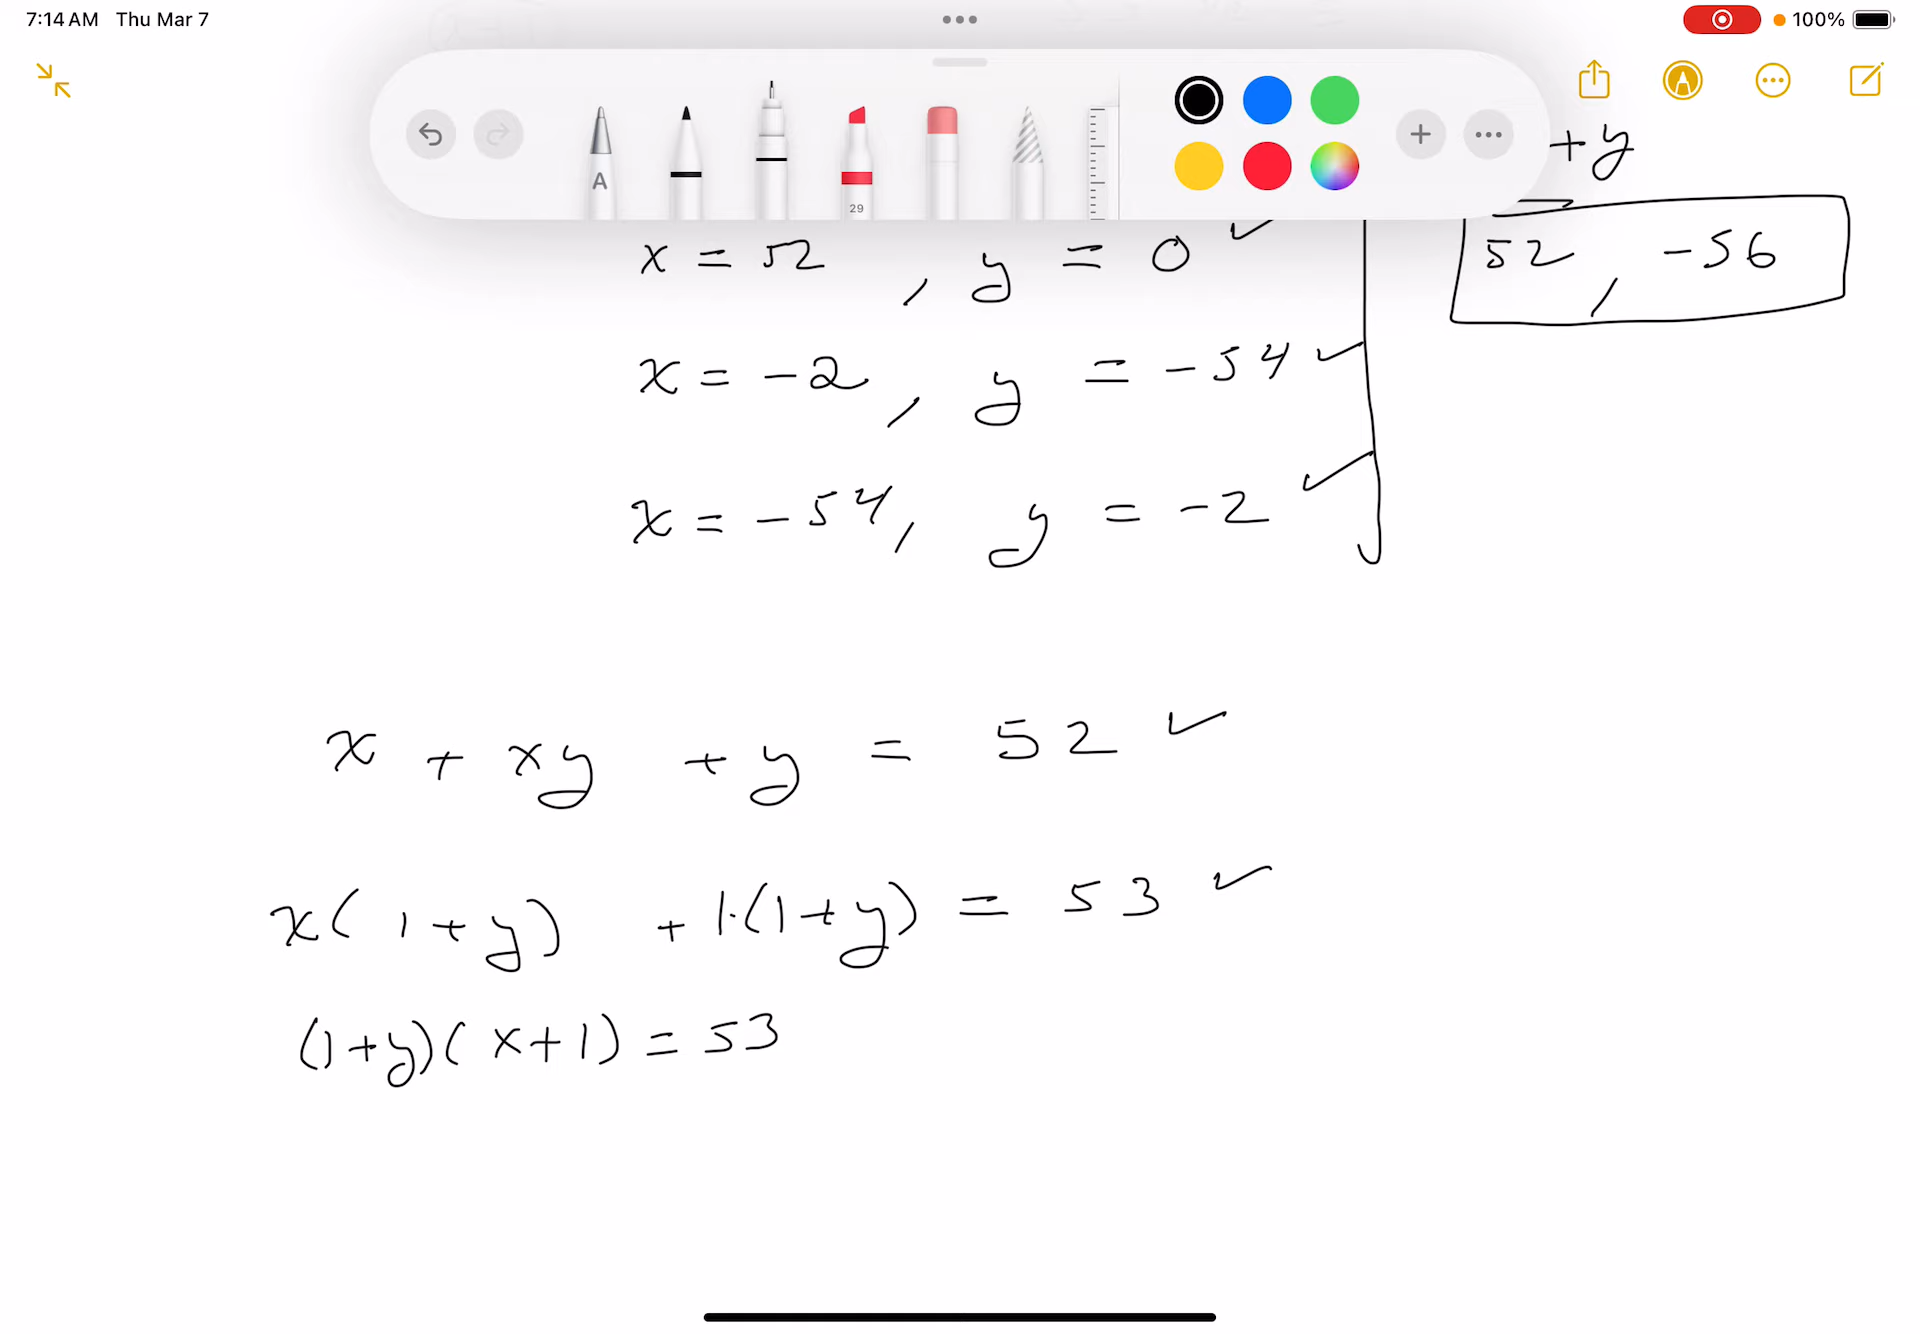 7:14 AM Thu Mar 7
100%
A
29
+y
x = 52 , y = 0 ✓
52 , -56
x = -2 , y = -54 ✓
x = -54, y = -2 ✓
x + xy + y = 52 ✓
x(1+y) + 1·(1+y) = 53 ✓
(1+y)(x+1) = 53